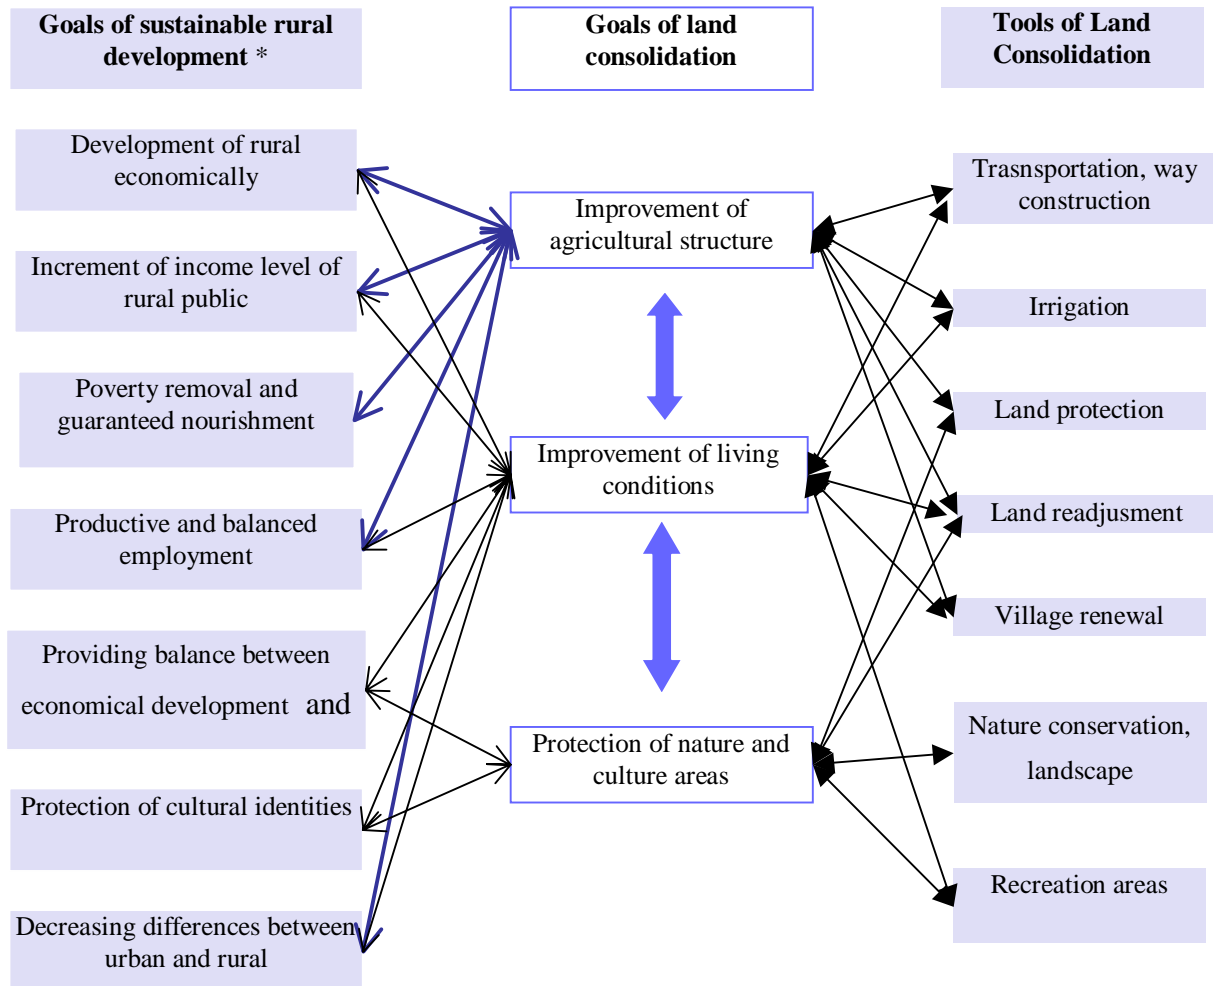 Goals of sustainable rural
development *
Goals of land
consolidation
Tools of Land
Consolidation
Development of rural
economically
Increment of income level of
rural public
Poverty removal and
guaranteed nourishment
Productive and balanced
employment
Providing balance between
economical development and
Protection of cultural identities
Decreasing differences between
urban and rural
Improvement of
agricultural structure
Improvement of living
conditions
Protection of nature and
culture areas
Trasnsportation, way
construction
Irrigation
Land protection
Land readjusment
Village renewal
Nature conservation,
landscape
Recreation areas